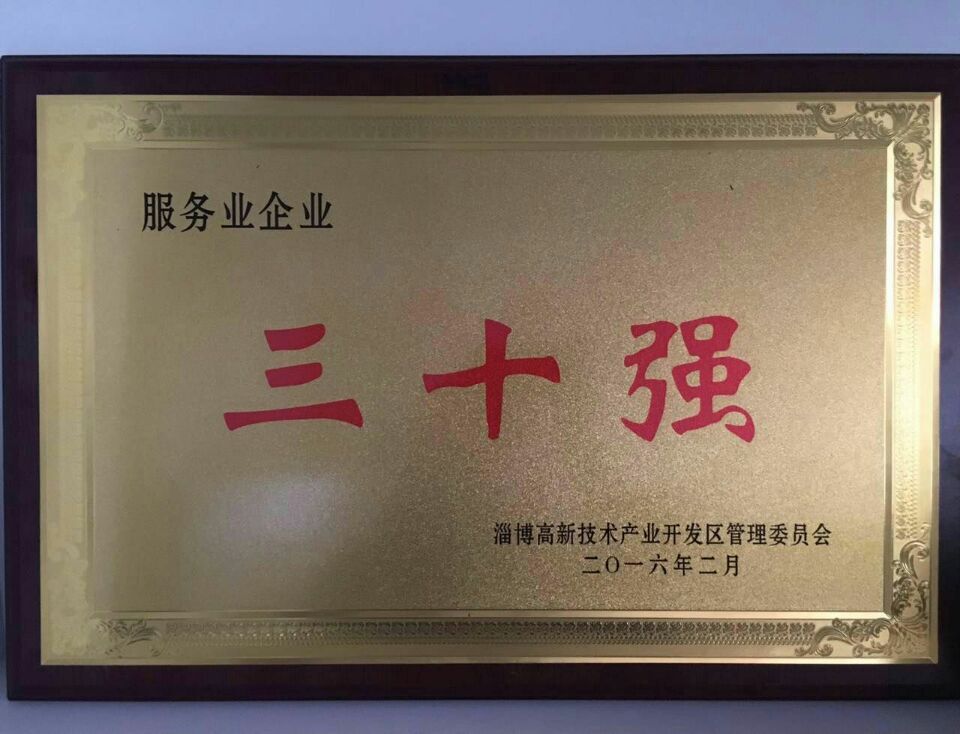 服务业企业
三十强
淄博高新技术产业开发区管理委员会
二〇一六年二月